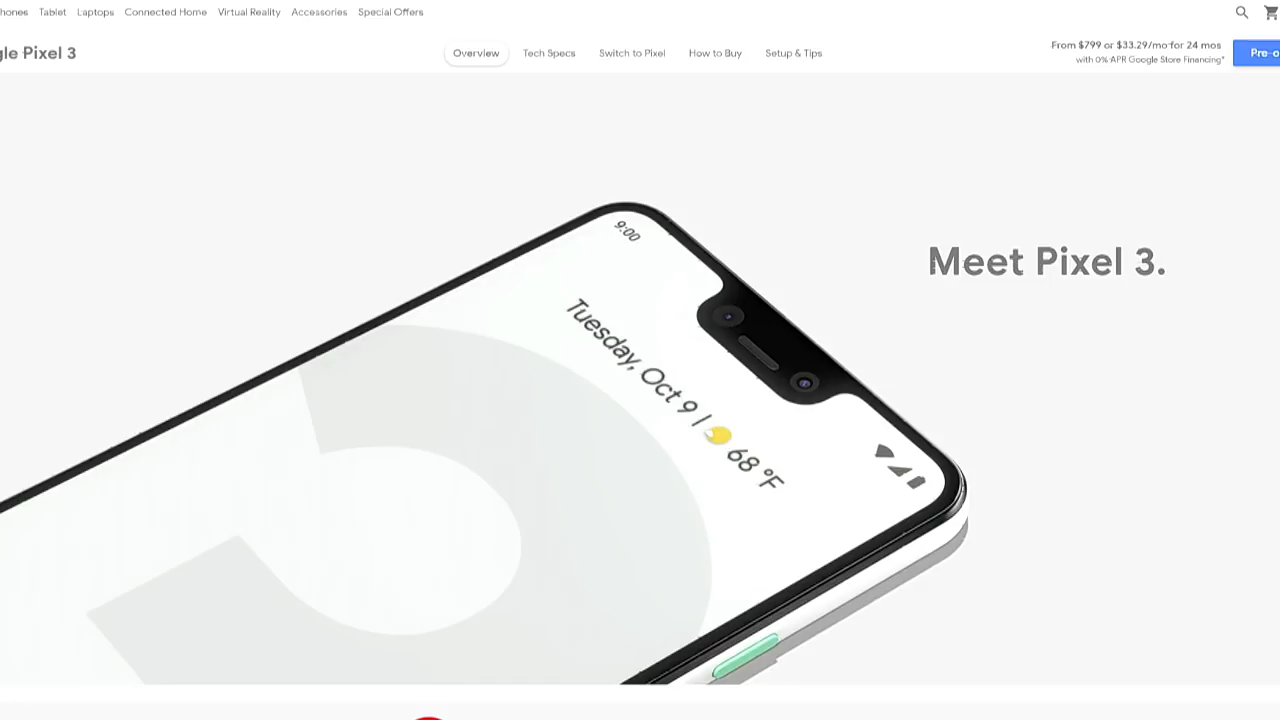 hones Tablet Laptops Connected Home Virtual Reality Accessories Special Offers
gle Pixel 3
Overview Tech Specs Switch to Pixel How to Buy Setup & Tips
From $799 or $33.29/mo for 24 mos
with 0% APR Google Store Financing*
Pre-o
Meet Pixel 3.
9:00
Tuesday, Oct 9 | 68 °F